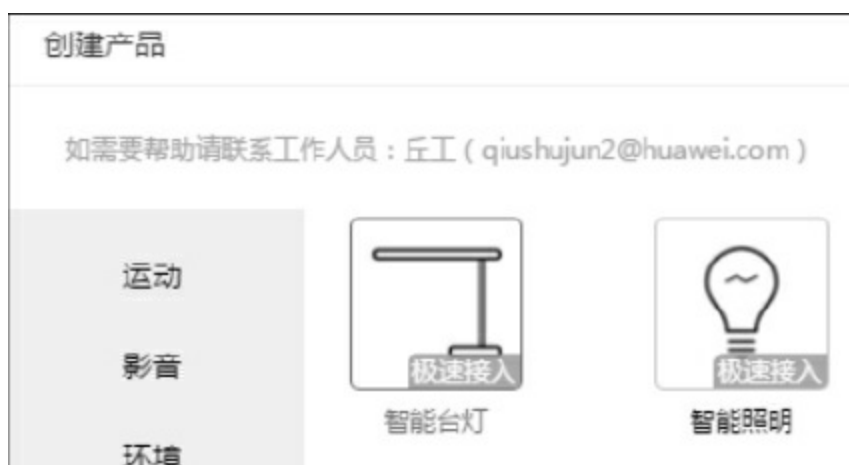 创建产品
如需要帮助请联系工作人员：丘工（qiushujun2@huawei.com）
运动
影音
环境
极速接入
智能台灯
极速接入
智能照明